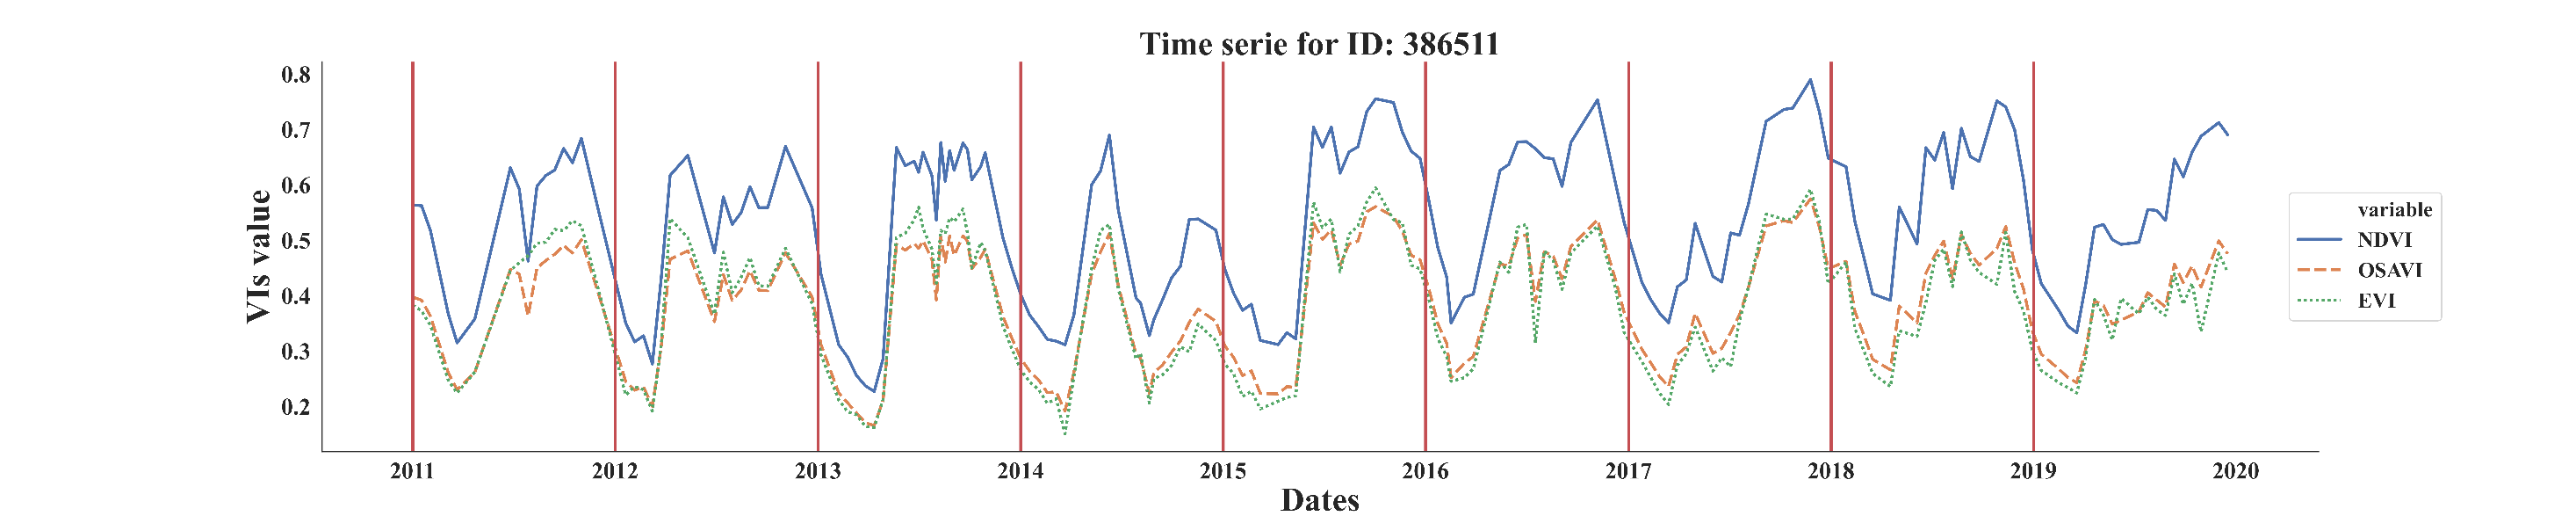 Time serie for ID: 386511
VIs value
0.8
0.7
0.6
0.5
0.4
0.3
0.2
2011 2012 2013 2014 2015 2016 2017 2018 2019 2020
Dates
variable
NDVI
OSAVI
EVI